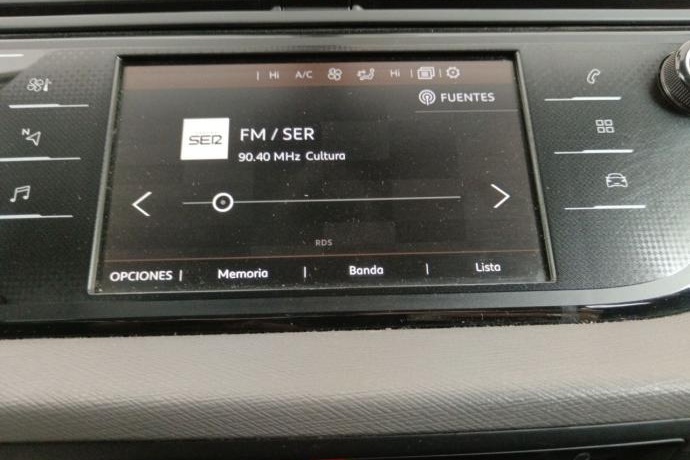 Hi A/C Hi
FUENTES
SER
FM / SER
90.40 MHz Cultura
N
RDS
OPCIONES | Memoria | Banda | Lista